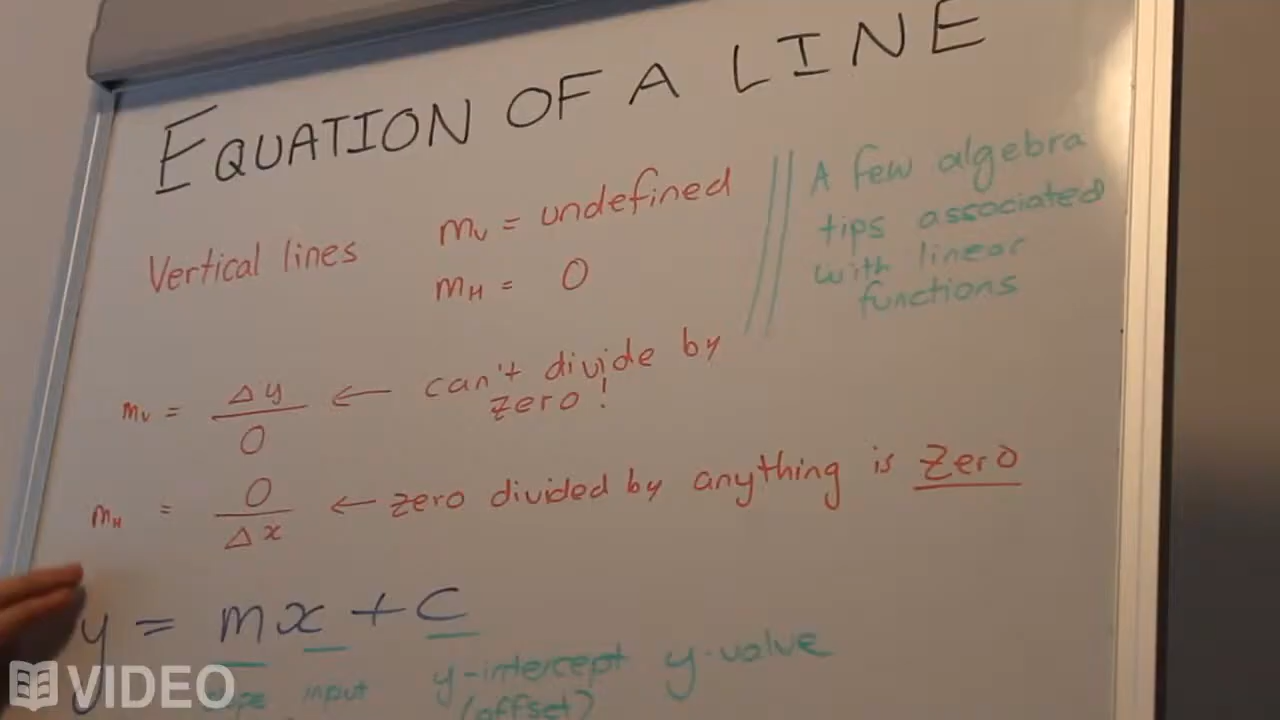 EQUATION OF A LINE
Vertical lines
mv = undefined
mH = 0
A few algebra
tips associated
with linear
functions
mv = Δy / 0 ← can't divide by
zero!
mH = 0 / Δx ← zero divided by anything is zero
y = mx + c
input y-intercept y-value
(offset)
VIDEO